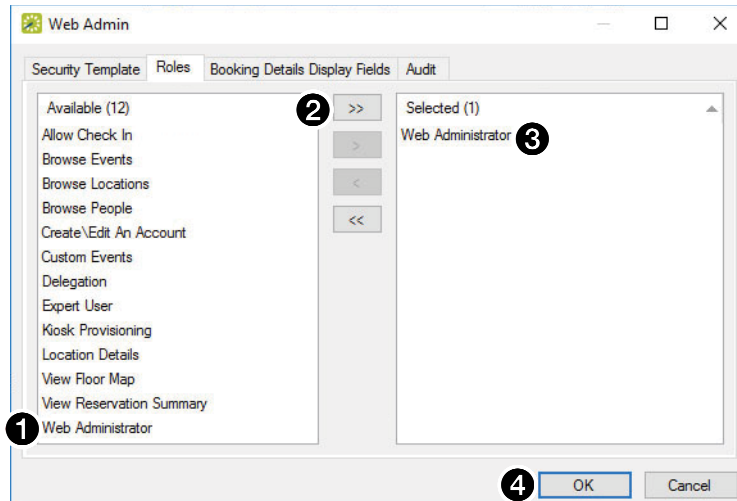 Web Admin
Security Template Roles Booking Details Display Fields Audit
Available (12)
Allow Check In
Browse Events
Browse Locations
Browse People
Create\Edit An Account
Custom Events
Delegation
Expert User
Kiosk Provisioning
Location Details
View Floor Map
View Reservation Summary
1 Web Administrator
2 >>
>
<
<<
Selected (1)
Web Administrator 3
4 OK Cancel